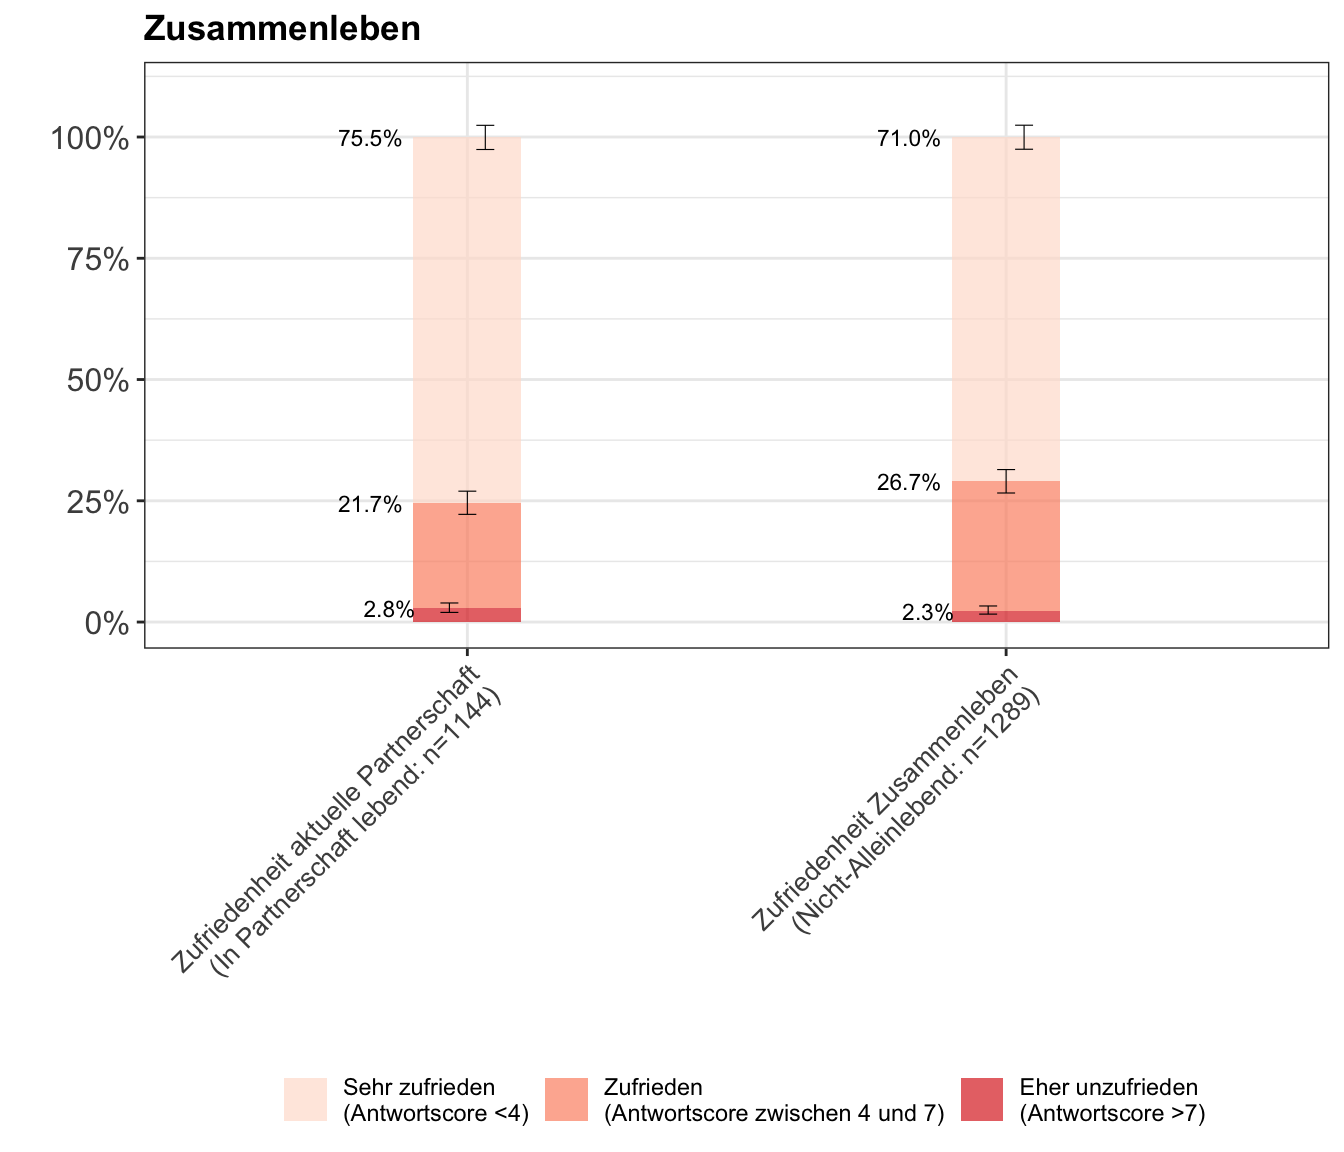 Zusammenleben
100%
75%
50%
25%
0%
75.5%
21.7%
2.8%
71.0%
26.7%
2.3%
Zufriedenheit aktuelle Partnerschaft
(In Partnerschaft lebend: n=1144)
Zufriedenheit Zusammenleben
(Nicht-Alleinlebend: n=1289)
Sehr zufrieden
(Antwortscore <4)
Zufrieden
(Antwortscore zwischen 4 und 7)
Eher unzufrieden
(Antwortscore >7)